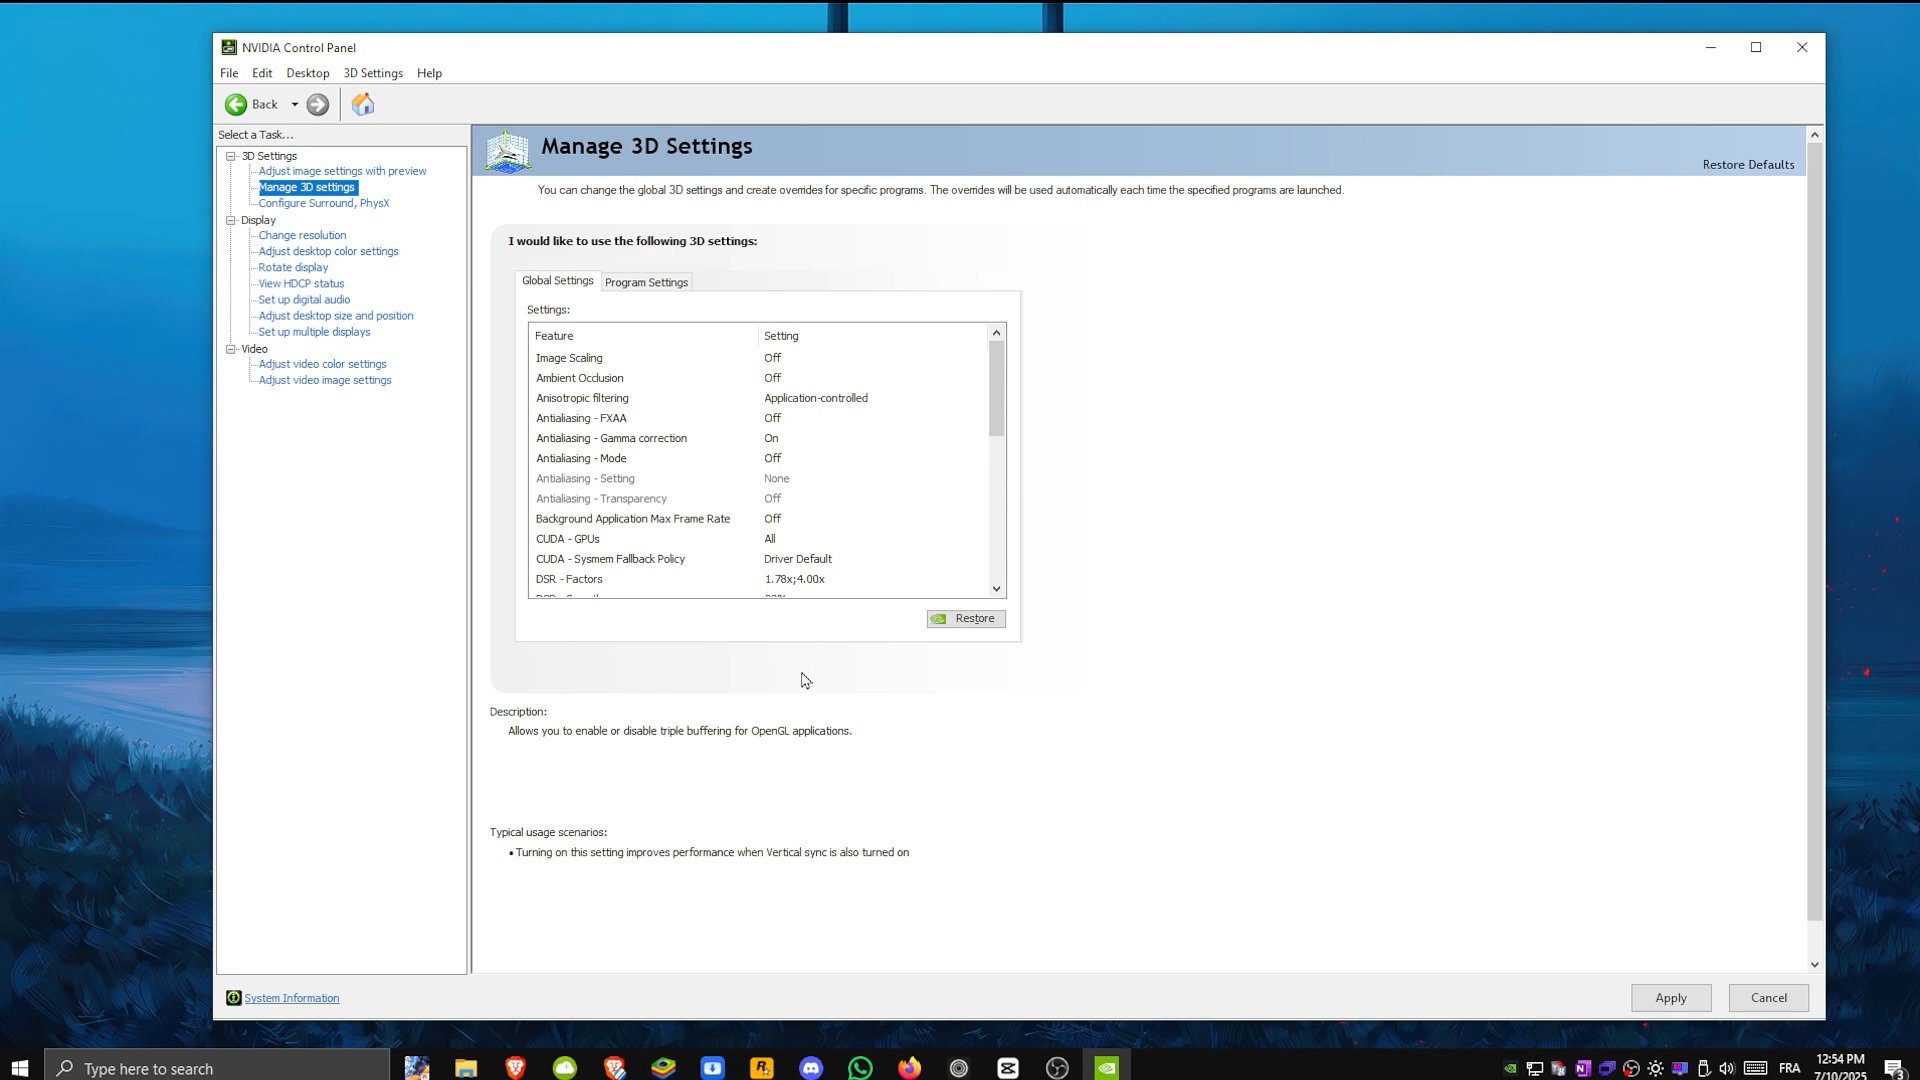 NVIDIA Control Panel
File Edit Desktop 3D Settings Help
Back
Select a Task...
3D Settings
Adjust image settings with preview
Manage 3D settings
Configure Surround, PhysX
Display
Change resolution
Adjust desktop color settings
Rotate display
View HDCP status
Set up digital audio
Adjust desktop size and position
Set up multiple displays
Video
Adjust video color settings
Adjust video image settings
Manage 3D Settings
Restore Defaults
You can change the global 3D settings and create overrides for specific programs. The overrides will be used automatically each time the specified programs are launched.
I would like to use the following 3D settings:
Global Settings Program Settings
Settings:
Feature Setting
Image Scaling Off
Ambient Occlusion Off
Anisotropic filtering Application-controlled
Antialiasing - FXAA Off
Antialiasing - Gamma correction On
Antialiasing - Mode Off
Antialiasing - Setting None
Antialiasing - Transparency Off
Background Application Max Frame Rate Off
CUDA - GPUs All
CUDA - Sysmem Fallback Policy Driver Default
DSR - Factors 1.78x;4.00x
Restore
Description:
Allows you to enable or disable triple buffering for OpenGL applications.
Typical usage scenarios:
• Turning on this setting improves performance when Vertical sync is also turned on
System Information
Apply Cancel
Type here to search
FRA
12:54 PM
7/10/2025
3